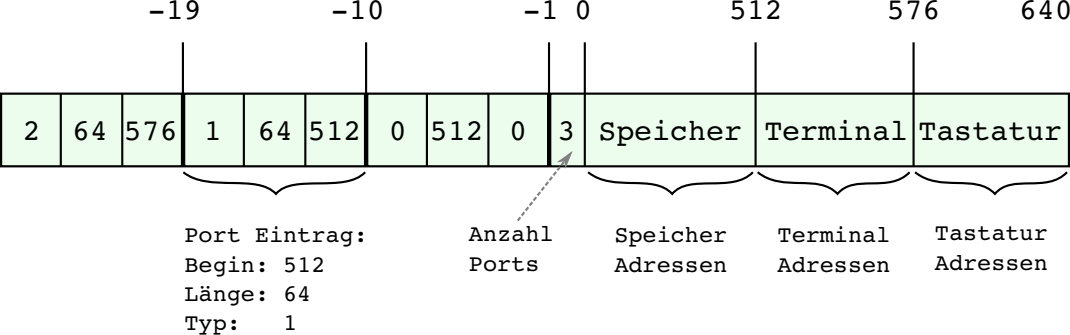 -19 -10 -1 0 512 576 640
2 64 576 1 64 512 0 512 0 3 Speicher Terminal Tastatur
Port Eintrag: Anzahl Speicher Terminal Tastatur
Begin: 512 Ports Adressen Adressen Adressen
Länge: 64
Typ: 1